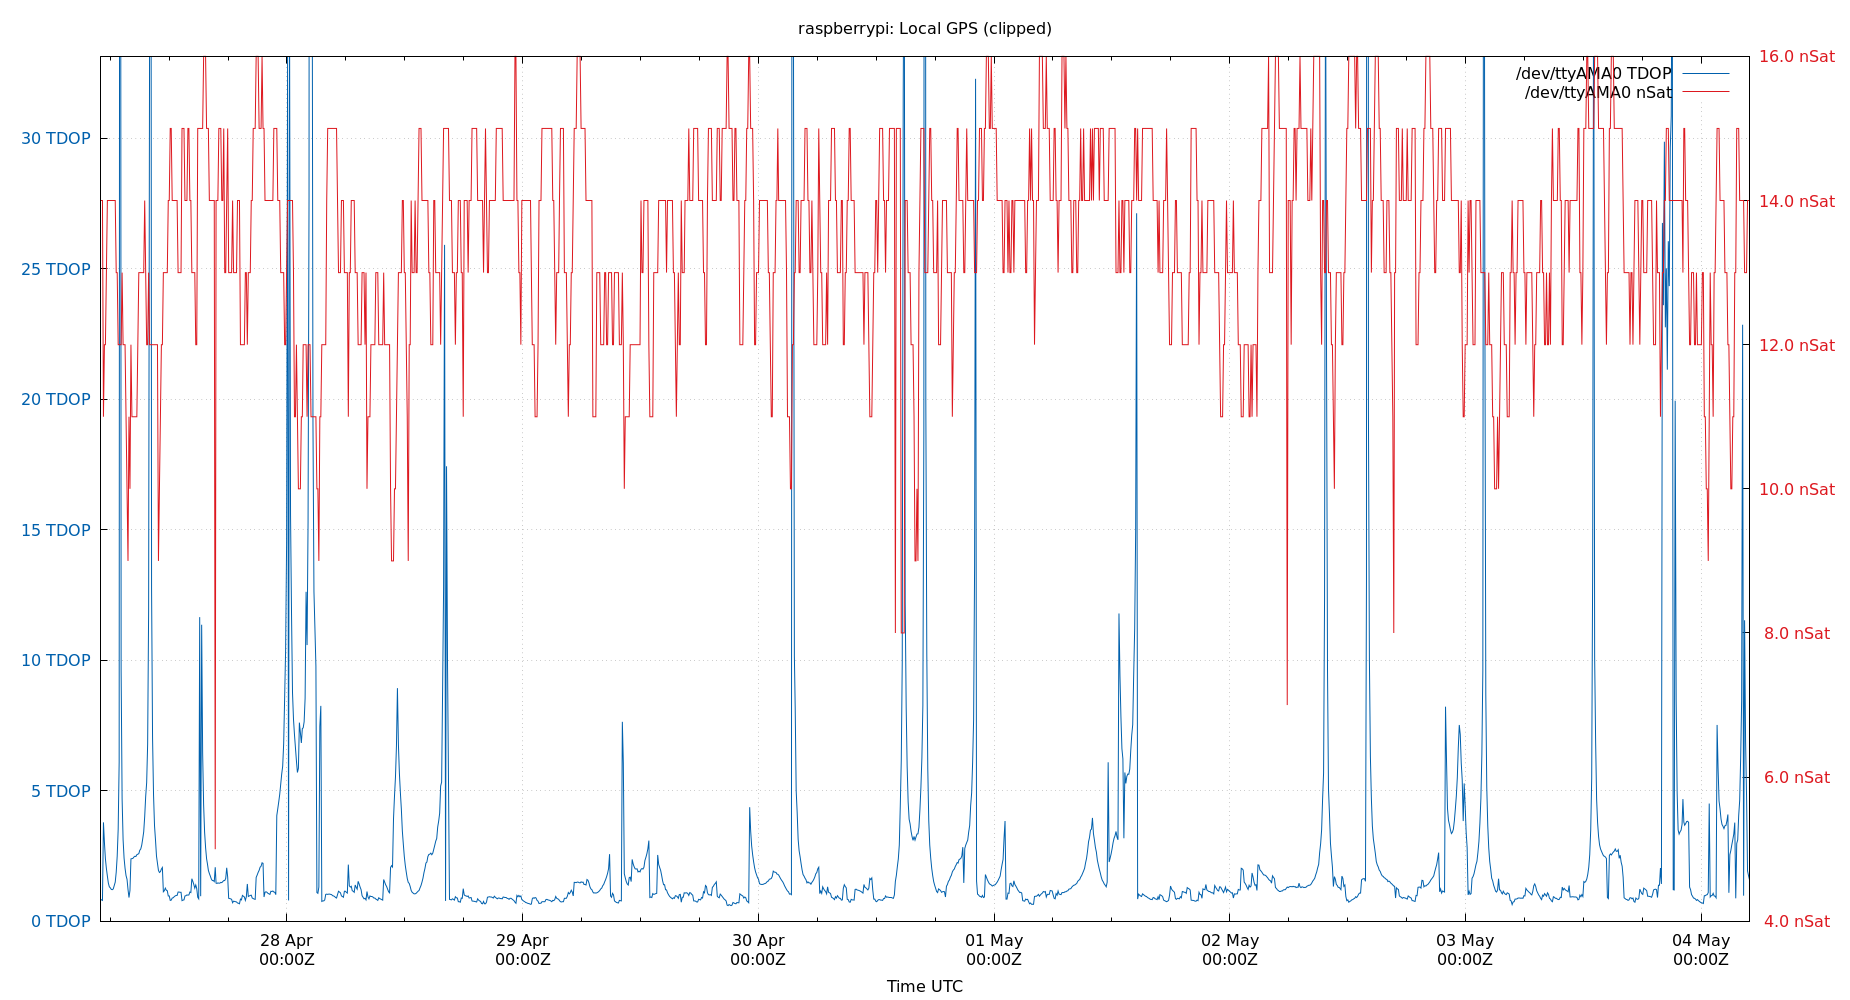 raspberrypi: Local GPS (clipped)
/dev/ttyAMA0 TDOP
/dev/ttyAMA0 nSat
30 TDOP
25 TDOP
20 TDOP
15 TDOP
10 TDOP
5 TDOP
0 TDOP
16.0 nSat
14.0 nSat
12.0 nSat
10.0 nSat
8.0 nSat
6.0 nSat
4.0 nSat
28 Apr
00:00Z
29 Apr
00:00Z
30 Apr
00:00Z
01 May
00:00Z
02 May
00:00Z
03 May
00:00Z
04 May
00:00Z
Time UTC